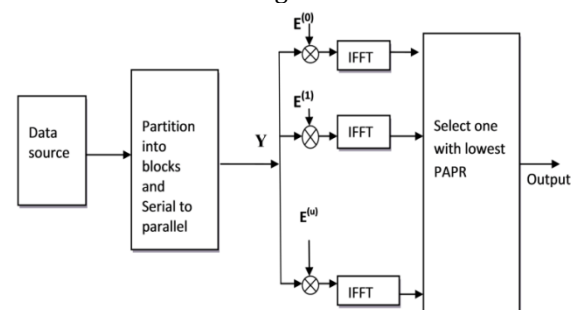 Data
source
Partition
into
blocks
and
Serial to
parallel
Y
E(0)
IFFT
E(1)
IFFT
E(u)
IFFT
Select one
with lowest
PAPR
Output